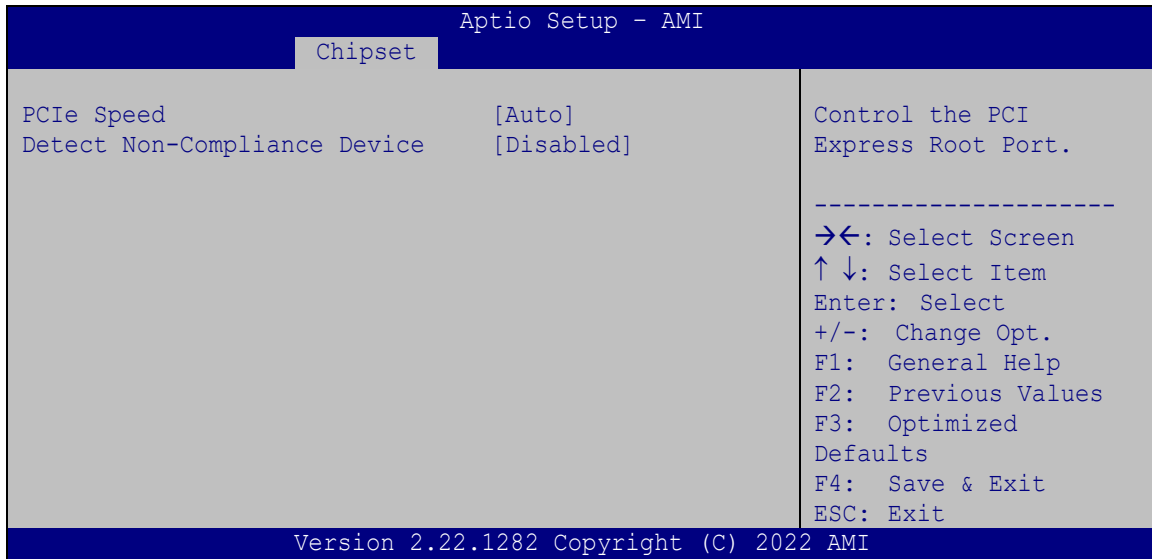 Aptio Setup – AMI
Chipset
PCIe Speed [Auto]
Detect Non-Compliance Device [Disabled]
Control the PCI
Express Root Port.
----------------------
→←: Select Screen
↑ ↓: Select Item
Enter: Select
+/-: Change Opt.
F1: General Help
F2: Previous Values
F3: Optimized
Defaults
F4: Save & Exit
ESC: Exit
Version 2.22.1282 Copyright (C) 2022 AMI